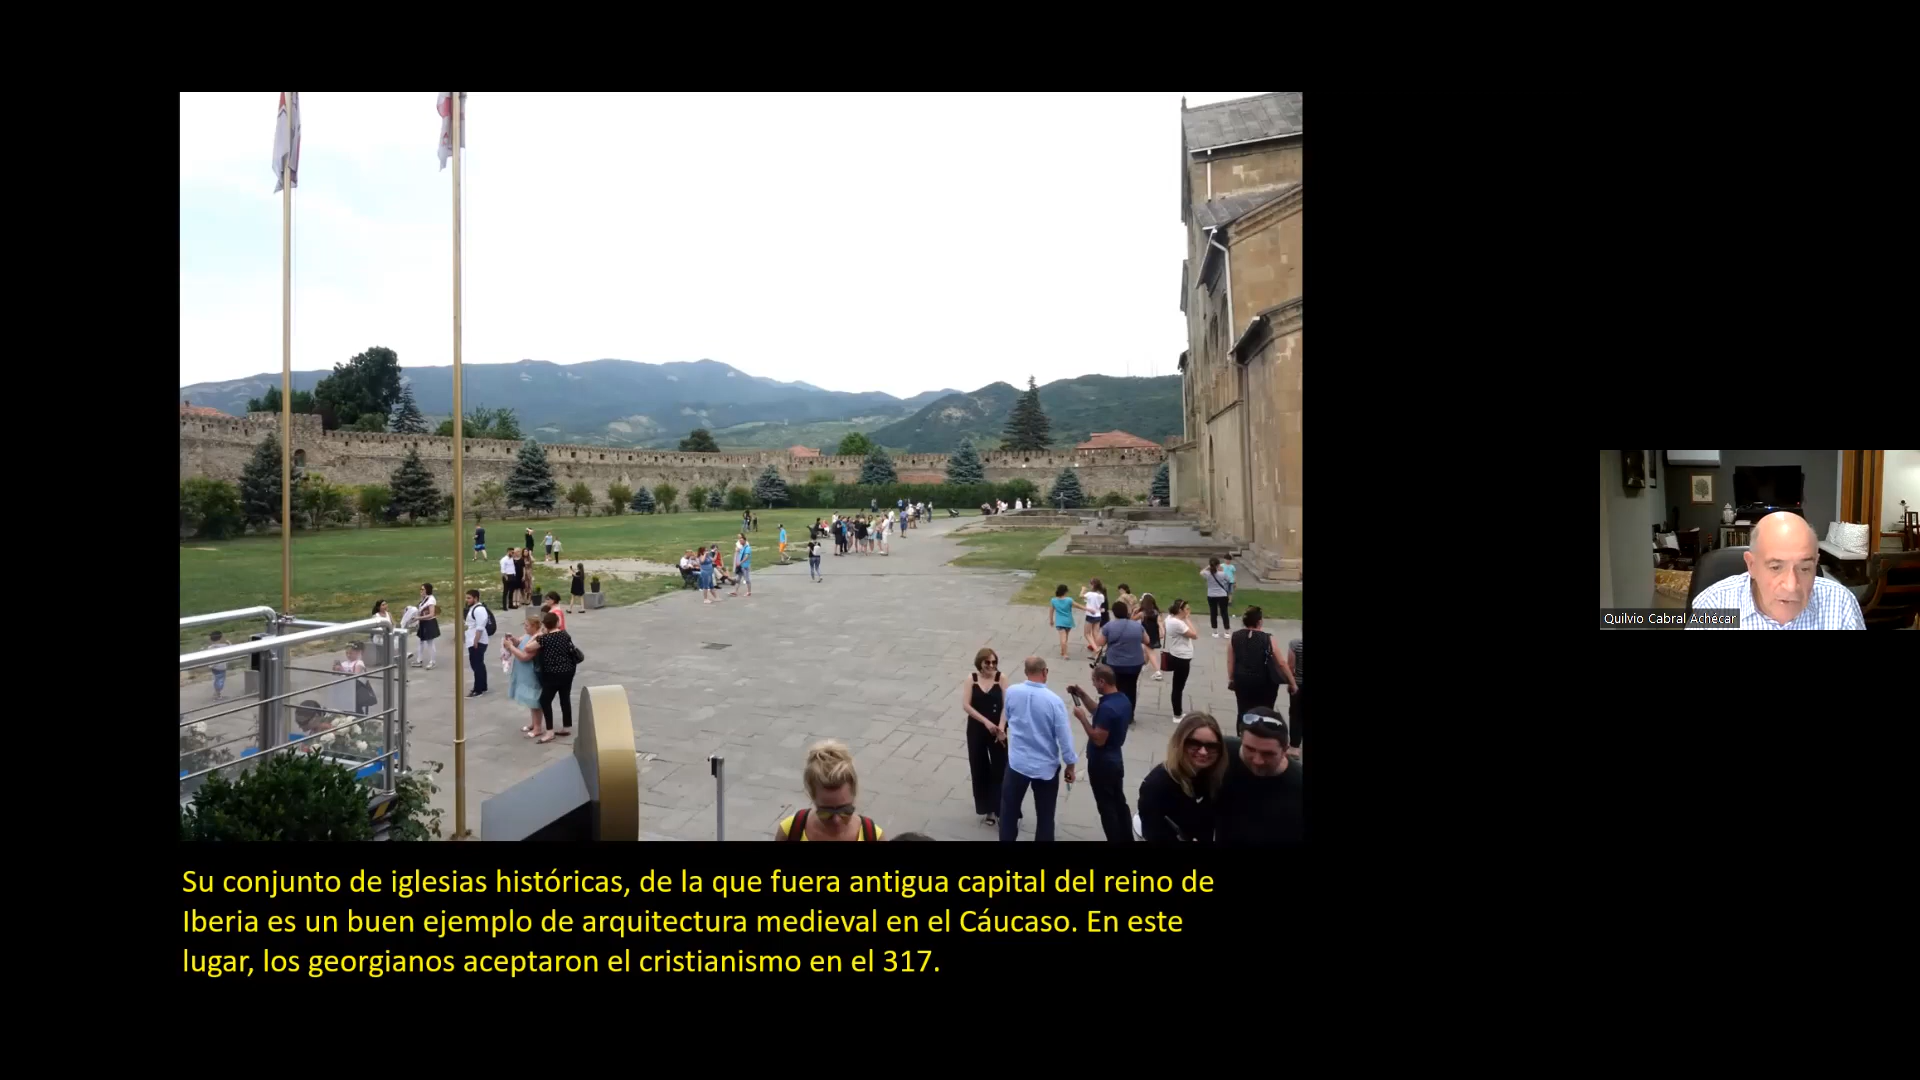 Su conjunto de iglesias históricas, de la que fuera antigua capital del reino de
Iberia es un buen ejemplo de arquitectura medieval en el Cáucaso. En este
lugar, los georgianos aceptaron el cristianismo en el 317.
Quilvio Cabral Achécar